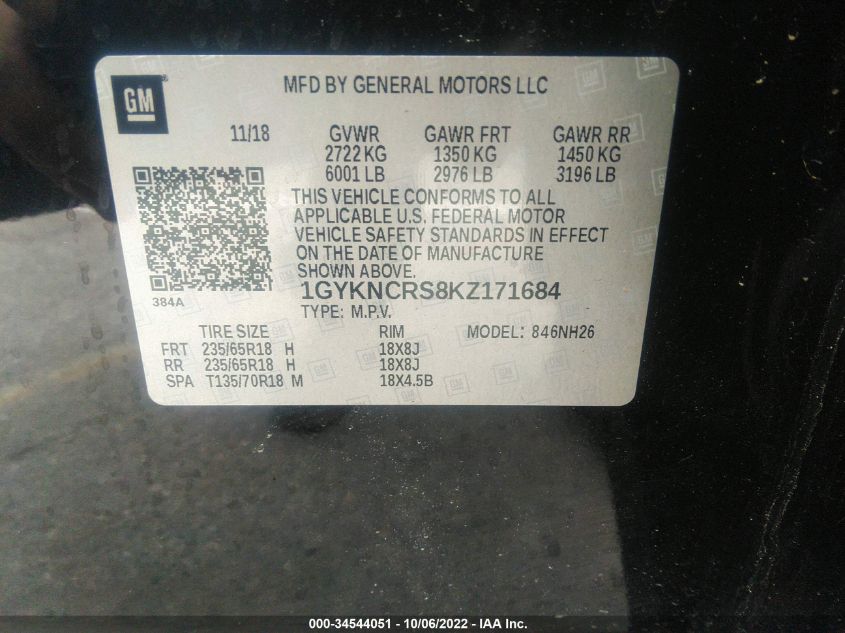 GM
MFD BY GENERAL MOTORS LLC
11/18 GVWR GAWR FRT GAWR RR
2722 KG 1350 KG 1450 KG
6001 LB 2976 LB 3196 LB
THIS VEHICLE CONFORMS TO ALL
APPLICABLE U.S. FEDERAL MOTOR
VEHICLE SAFETY STANDARDS IN EFFECT
ON THE DATE OF MANUFACTURE
SHOWN ABOVE.
384A
1GYKNCRS8KZ171684
TYPE: M.P.V.
TIRE SIZE RIM MODEL: 846NH26
FRT 235/65R18 H 18X8J
RR 235/65R18 H 18X8J
SPA T135/70R18 M 18X4.5B
000-34544051 - 10/06/2022 - IAA Inc.